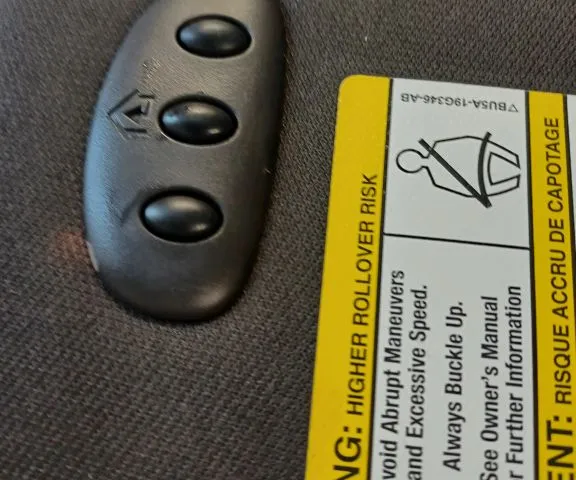 NG: HIGHER ROLLOVER RISK
▽BU5A-19G346-AB
void Abrupt Maneuvers
and Excessive Speed.
Always Buckle Up.
See Owner's Manual
r Further Information
ENT: RISQUE ACCRU DE CAPOTAGE